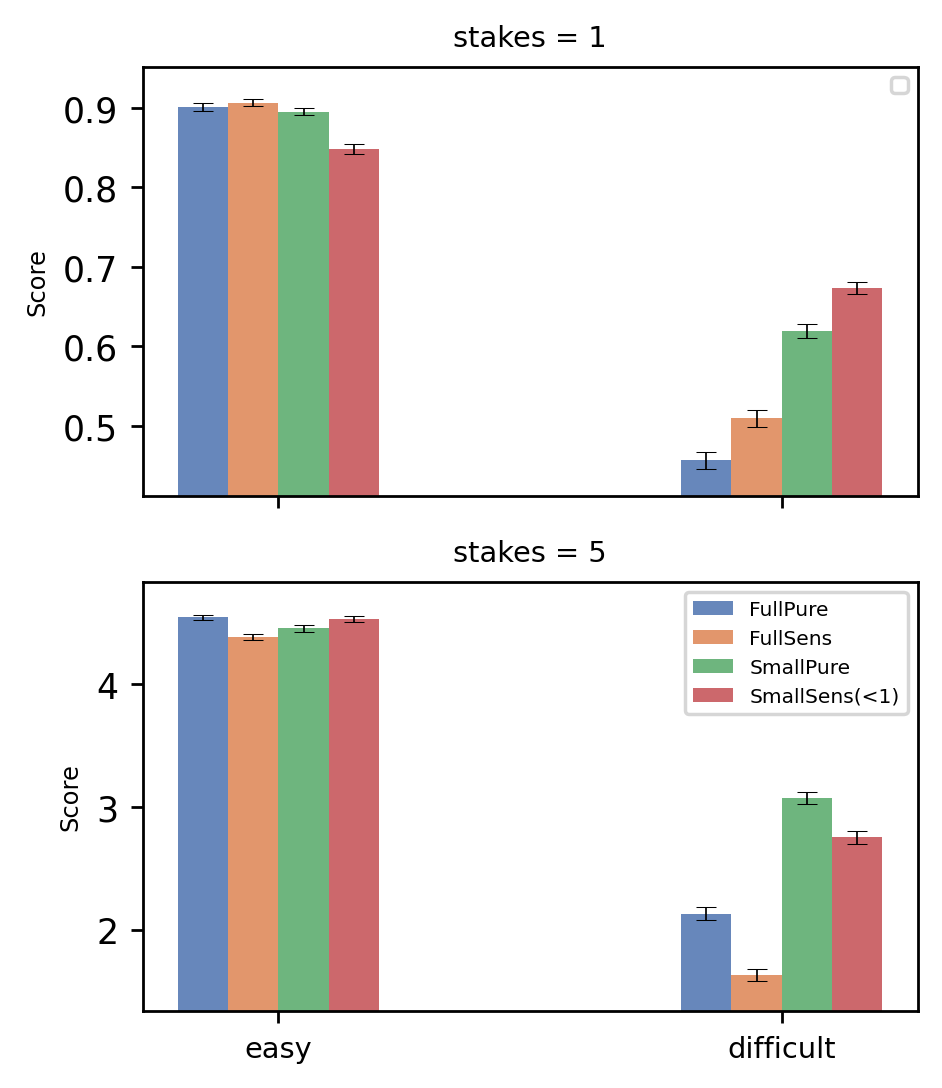 stakes = 1
0.9
0.8
0.7
0.6
0.5
Score
stakes = 5
FullPure
FullSens
SmallPure
SmallSens(<1)
4
3
2
Score
easy difficult